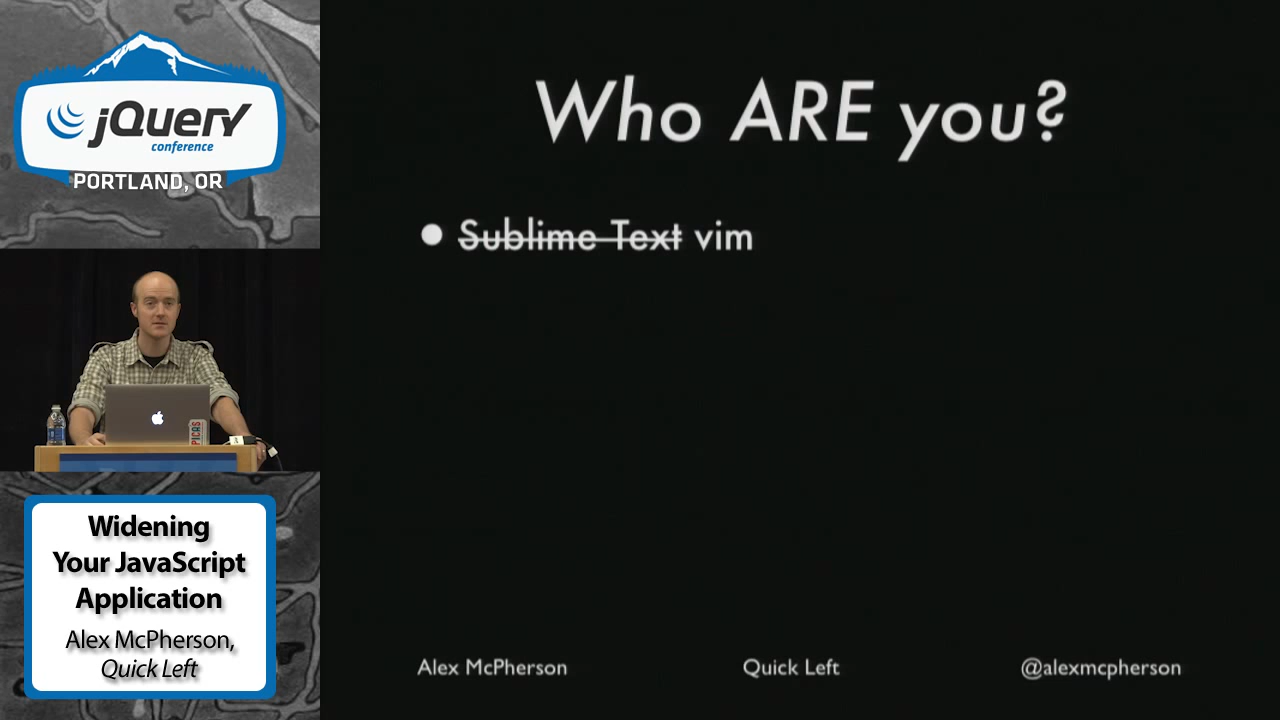 jQuery
conference
PORTLAND, OR
Who ARE you?
Sublime Text vim
PICAS
Widening
Your JavaScript
Application
Alex McPherson,
Quick Left
Alex McPherson
Quick Left
@alexmcpherson